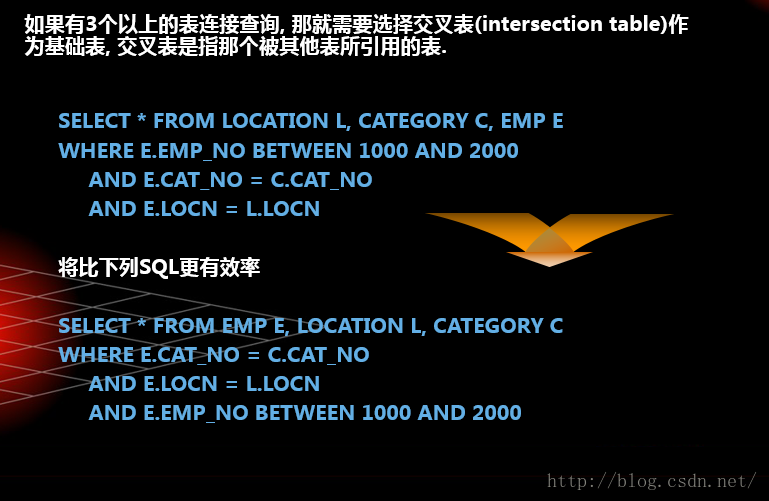 如果有3个以上的表连接查询, 那就需要选择交叉表(intersection table)作
为基础表, 交叉表是指那个被其他表所引用的表.
SELECT * FROM LOCATION L, CATEGORY C, EMP E
WHERE E.EMP_NO BETWEEN 1000 AND 2000
AND E.CAT_NO = C.CAT_NO
AND E.LOCN = L.LOCN
将比下列SQL更有效率
SELECT * FROM EMP E, LOCATION L, CATEGORY C
WHERE E.CAT_NO = C.CAT_NO
AND E.LOCN = L.LOCN
AND E.EMP_NO BETWEEN 1000 AND 2000
http://blog.csdn.net/